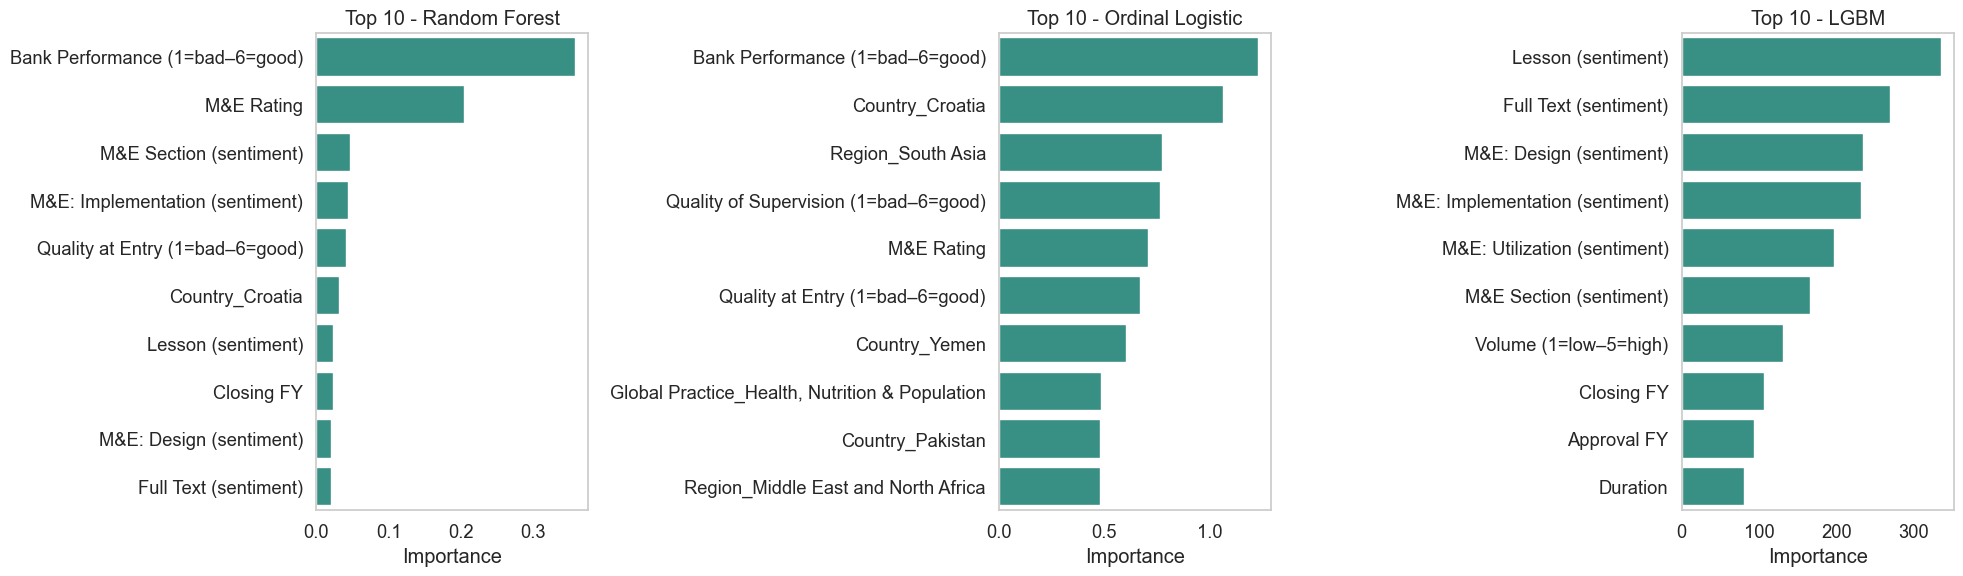 Top 10 - Random Forest
Bank Performance (1=bad–6=good)
M&E Rating
M&E Section (sentiment)
M&E: Implementation (sentiment)
Quality at Entry (1=bad–6=good)
Country_Croatia
Lesson (sentiment)
Closing FY
M&E: Design (sentiment)
Full Text (sentiment)
0.0 0.1 0.2 0.3
Importance
Top 10 - Ordinal Logistic
Bank Performance (1=bad–6=good)
Country_Croatia
Region_South Asia
Quality of Supervision (1=bad–6=good)
M&E Rating
Quality at Entry (1=bad–6=good)
Country_Yemen
Global Practice_Health, Nutrition & Population
Country_Pakistan
Region_Middle East and North Africa
0.0 0.5 1.0
Importance
Top 10 - LGBM
Lesson (sentiment)
Full Text (sentiment)
M&E: Design (sentiment)
M&E: Implementation (sentiment)
M&E: Utilization (sentiment)
M&E Section (sentiment)
Volume (1=low–5=high)
Closing FY
Approval FY
Duration
0 100 200 300
Importance